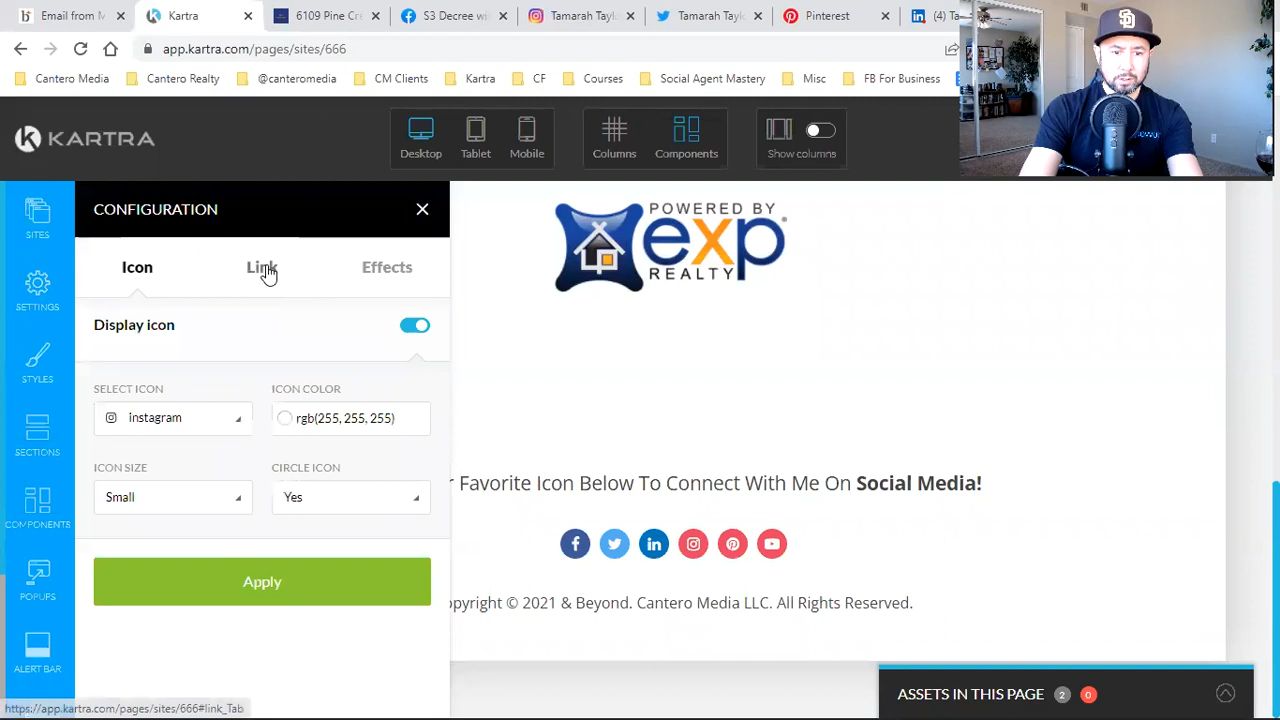 Email from M
Kartra
6109 Pine Cre
S3 Decree wi
Tamarah Tayl
Tamarah Taylo
Pinterest
(4) Ta
app.kartra.com/pages/sites/666
Cantero Media
Cantero Realty
@canteromedia
CM Clients
Kartra
CF
Courses
Social Agent Mastery
Misc
FB For Business
KARTRA
Desktop
Tablet
Mobile
Columns
Components
Show columns
SITES
SETTINGS
STYLES
SECTIONS
COMPONENTS
POPUPS
ALERT BAR
CONFIGURATION
Icon
Link
Effects
Display icon
SELECT ICON
ICON COLOR
instagram
rgb(255, 255, 255)
ICON SIZE
CIRCLE ICON
Small
Yes
Apply
POWERED BY
exp
REALTY
r Favorite Icon Below To Connect With Me On Social Media!
opyright © 2021 & Beyond. Cantero Media LLC. All Rights Reserved.
ASSETS IN THIS PAGE 2 0
https://app.kartra.com/pages/sites/666#link_Tab